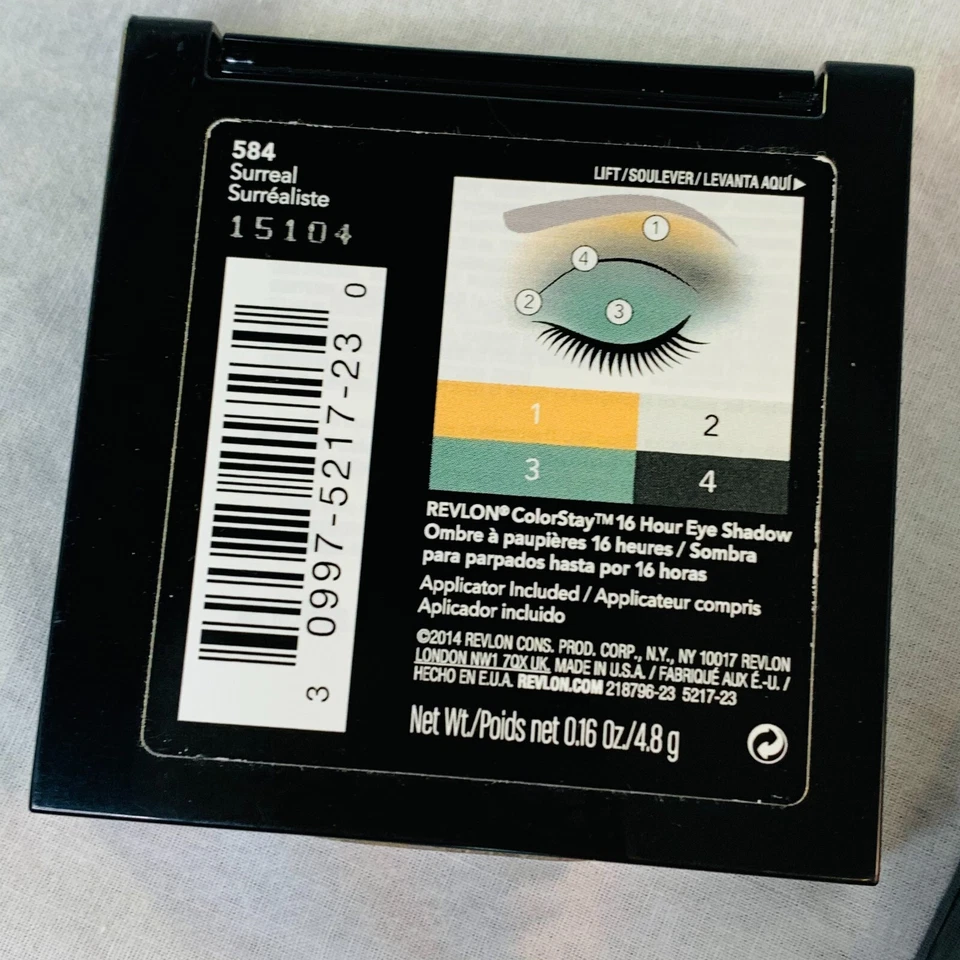 584
Surreal
Surréaliste
15104
3 0997-5217-23 0
LIFT/SOULEVER/LEVANTA AQUÍ
1
4
2
3
1
2
3
4
REVLON® ColorStay™ 16 Hour Eye Shadow
Ombre à paupières 16 heures / Sombra
para parpados hasta por 16 horas
Applicator Included / Applicateur compris
Aplicador incluido
©2014 REVLON CONS. PROD. CORP., N.Y., NY 10017 REVLON
LONDON NW1 7QX UK. MADE IN U.S.A. / FABRIQUÉ AUX É.-U. /
HECHO EN E.U.A. REVLON.COM 218796-23 5217-23
Net Wt./Poids net 0.16 Oz./4.8 g